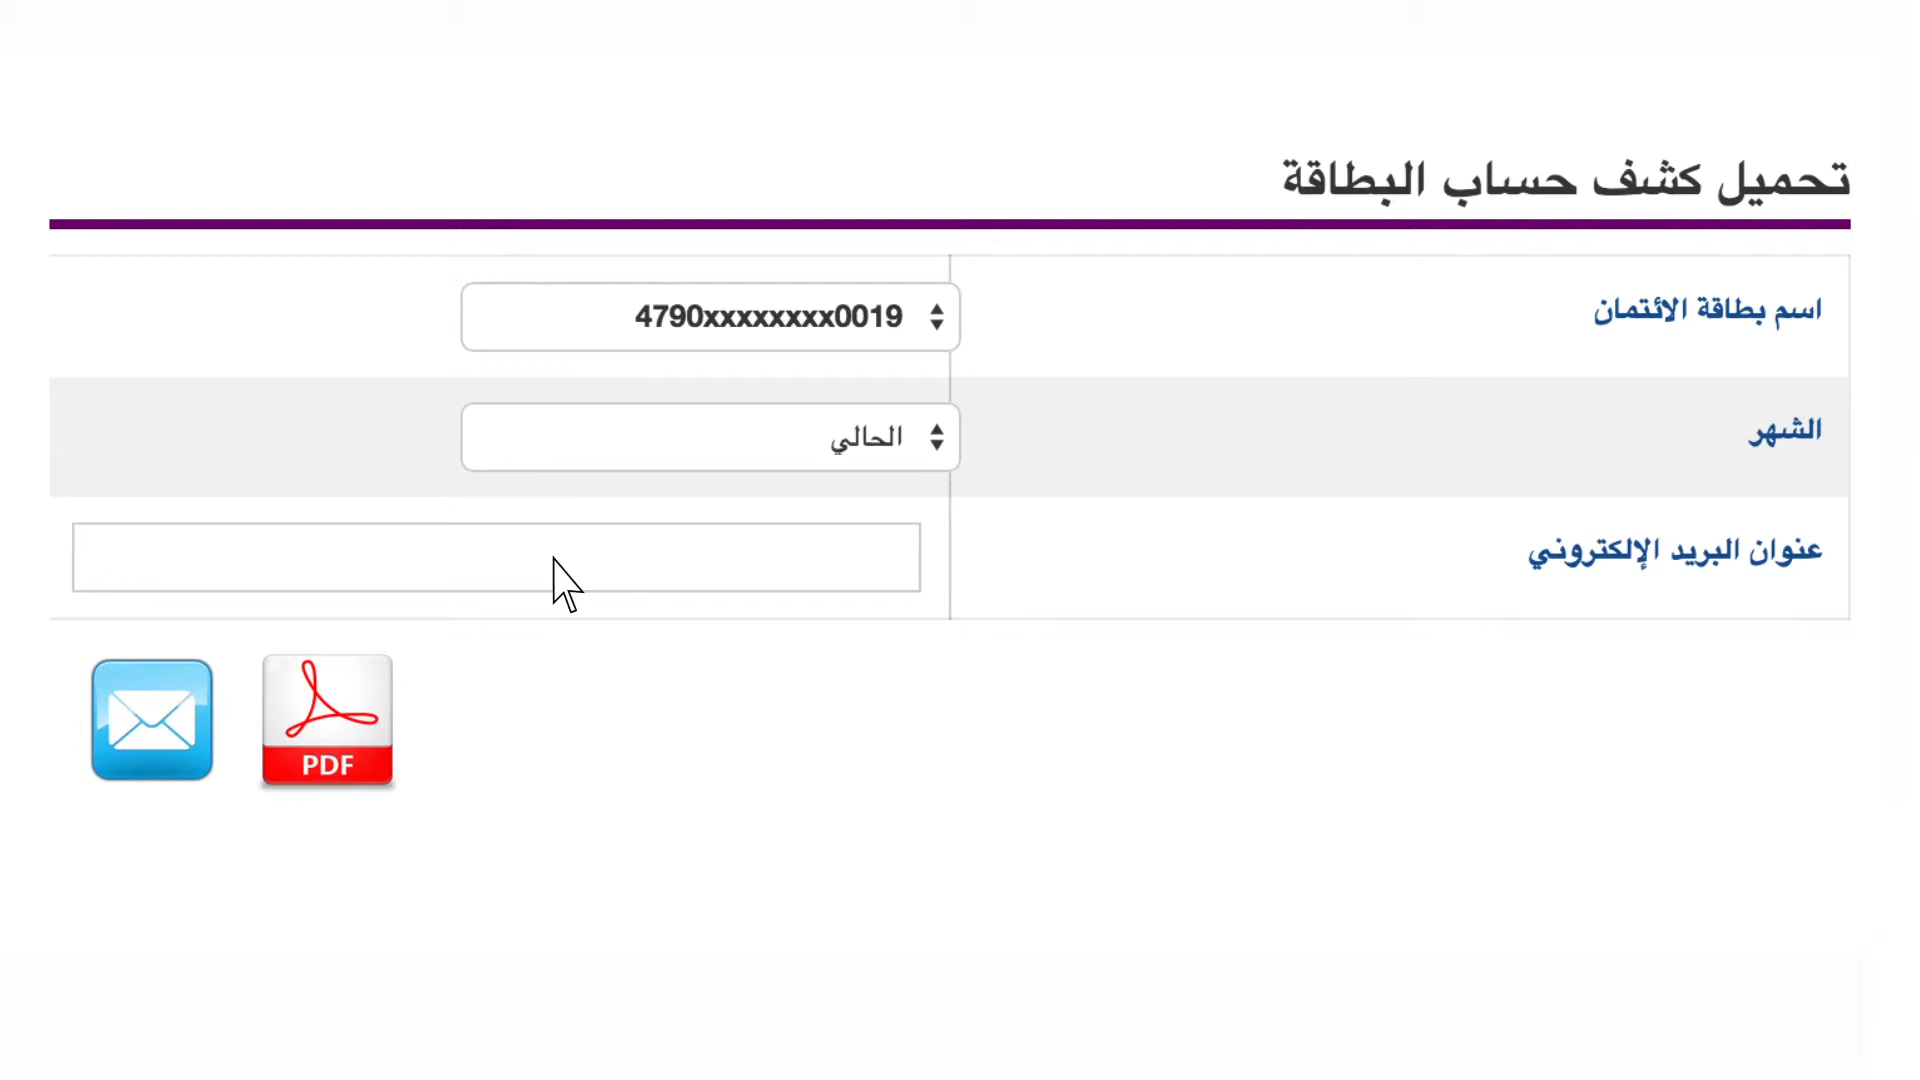 تحميل كشف حساب البطاقة
اسم بطاقة الائتمان
4790xxxxxxxx0019
الشهر
الحالي
عنوان البريد الإلكتروني
PDF